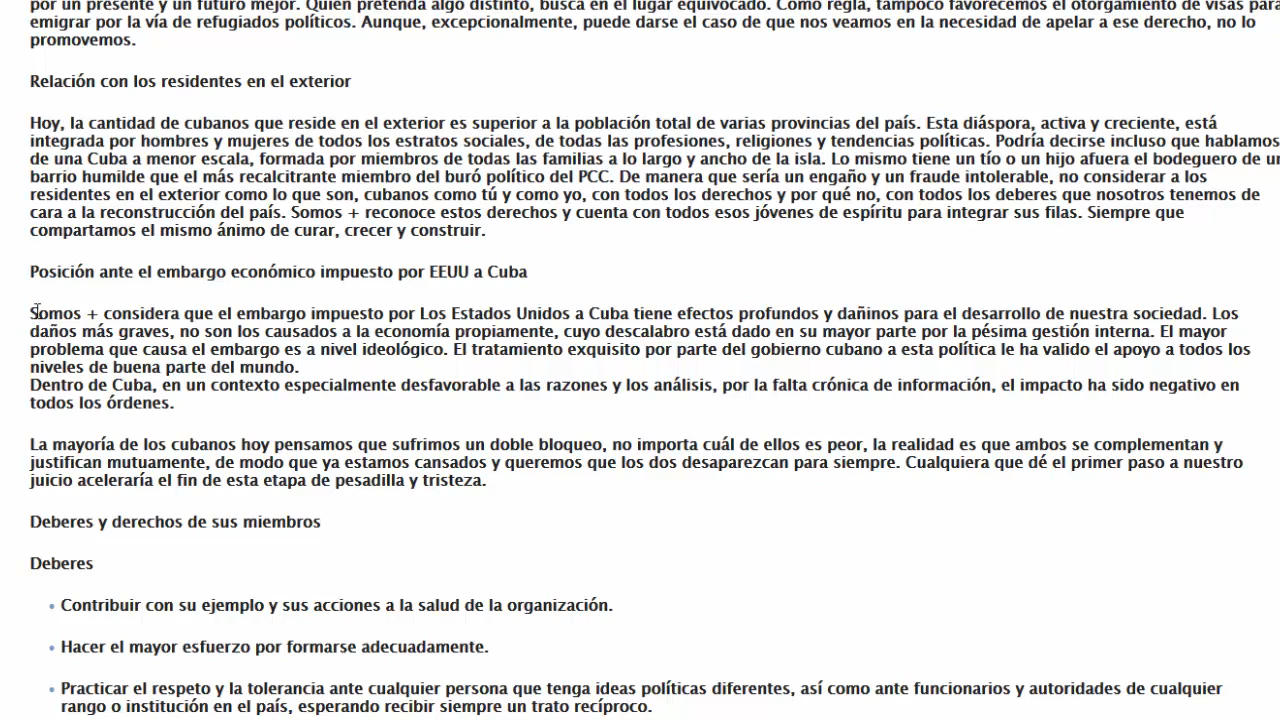 por un presente y un futuro mejor. Quien pretenda algo distinto, busca en el lugar equivocado. Como regla, tampoco favorecemos el otorgamiento de visas para
emigrar por la vía de refugiados políticos. Aunque, excepcionalmente, puede darse el caso de que nos veamos en la necesidad de apelar a ese derecho, no lo
promovemos.
Relación con los residentes en el exterior
Hoy, la cantidad de cubanos que reside en el exterior es superior a la población total de varias provincias del país. Esta diáspora, activa y creciente, está
integrada por hombres y mujeres de todos los estratos sociales, de todas las profesiones, religiones y tendencias políticas. Podría decirse incluso que hablamos
de una Cuba a menor escala, formada por miembros de todas las familias a lo largo y ancho de la isla. Lo mismo tiene un tío o un hijo afuera el bodeguero de un
barrio humilde que el más recalcitrante miembro del buró político del PCC. De manera que sería un engaño y un fraude intolerable, no considerar a los
residentes en el exterior como lo que son, cubanos como tú y como yo, con todos los derechos y por qué no, con todos los deberes que nosotros tenemos de
cara a la reconstrucción del país. Somos + reconoce estos derechos y cuenta con todos esos jóvenes de espíritu para integrar sus filas. Siempre que
compartamos el mismo ánimo de curar, crecer y construir.
Posición ante el embargo económico impuesto por EEUU a Cuba
Somos + considera que el embargo impuesto por Los Estados Unidos a Cuba tiene efectos profundos y dañinos para el desarrollo de nuestra sociedad. Los
daños más graves, no son los causados a la economía propiamente, cuyo descalabro está dado en su mayor parte por la pésima gestión interna. El mayor
problema que causa el embargo es a nivel ideológico. El tratamiento exquisito por parte del gobierno cubano a esta política le ha valido el apoyo a todos los
niveles de buena parte del mundo.
Dentro de Cuba, en un contexto especialmente desfavorable a las razones y los análisis, por la falta crónica de información, el impacto ha sido negativo en
todos los órdenes.
La mayoría de los cubanos hoy pensamos que sufrimos un doble bloqueo, no importa cuál de ellos es peor, la realidad es que ambos se complementan y
justifican mutuamente, de modo que ya estamos cansados y queremos que los dos desaparezcan para siempre. Cualquiera que dé el primer paso a nuestro
juicio aceleraría el fin de esta etapa de pesadilla y tristeza.
Deberes y derechos de sus miembros
Deberes
• Contribuir con su ejemplo y sus acciones a la salud de la organización.
• Hacer el mayor esfuerzo por formarse adecuadamente.
• Practicar el respeto y la tolerancia ante cualquier persona que tenga ideas políticas diferentes, así como ante funcionarios y autoridades de cualquier
rango o institución en el país, esperando recibir siempre un trato recíproco.